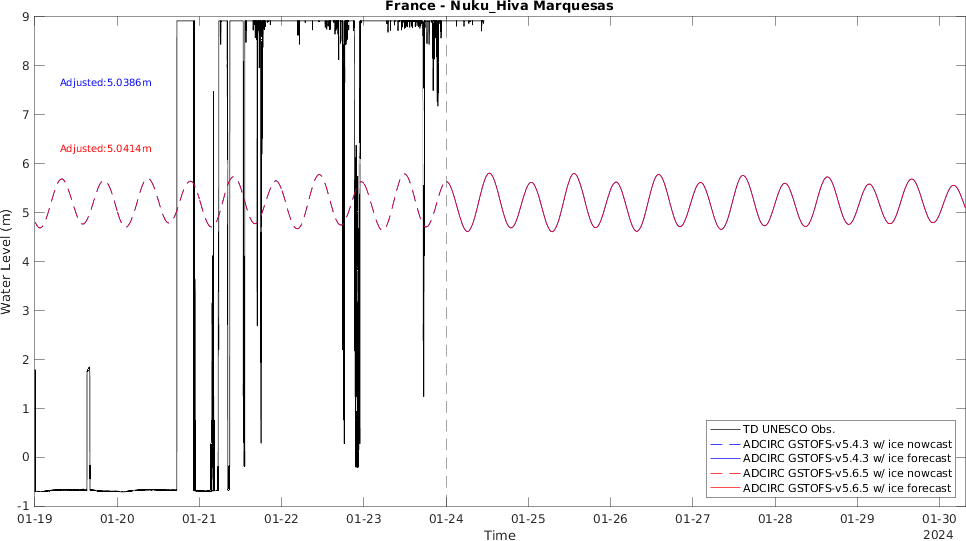 France - Nuku_Hiva Marquesas
9
8
7
6
5
4
3
2
1
0
-1
Water Level (m)
Adjusted:5.0386m
Adjusted:5.0414m
TD UNESCO Obs.
ADCIRC GSTOFS-v5.4.3 w/ ice nowcast
ADCIRC GSTOFS-v5.4.3 w/ ice forecast
ADCIRC GSTOFS-v5.6.5 w/ ice nowcast
ADCIRC GSTOFS-v5.6.5 w/ ice forecast
01-19 01-20 01-21 01-22 01-23 01-24 01-25 01-26 01-27 01-28 01-29 01-30
Time
2024